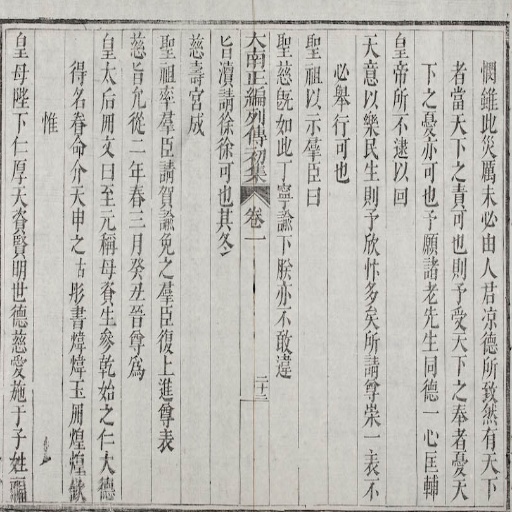 憫雖此災厲未必由人君凉德所致然有天下
者當天下之責可也則予受天下之奉者憂天
下之憂亦可也予願諸老先生同德一心匡輔
皇帝所不逮以回
天意以樂民生則予欣忭多矣所請尊崇一表不
必舉行可也
聖祖以示羣臣曰
聖慈旣如此丁寧諭下朕亦不敢違
大南正編列傳初集 卷一 二十三
旨瀆請徐徐可也其冬
慈壽宮成
聖祖率羣臣請賀諭免之羣臣復上進尊表
慈旨允從二年春三月癸丑晉尊爲
皇太后冊文曰至元稱母資生參乾始之仁大德
得名眷命介天申之古彤書煒煒玉冊煌煌歛
惟
皇母陛下仁厚天資賢明世德慈愛施于子姓